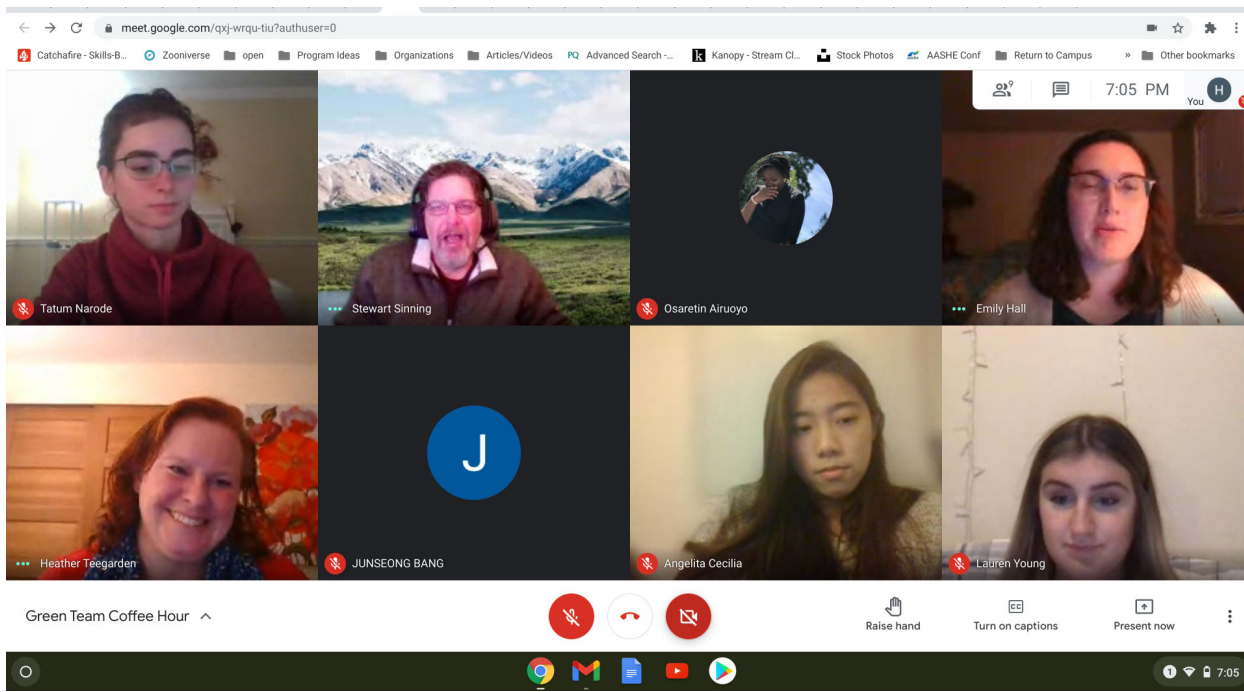 meet.google.com/qxj-wrqu-tiu?authuser=0
Catchafire - Skills-B... Zooniverse open Program Ideas Organizations Articles/Videos PQ Advanced Search -... k Kanopy - Stream Cl... Stock Photos AASHE Conf Return to Campus » Other bookmarks
9 7:05 PM You H
Tatum Narode
Stewart Sinning
Osaretin Airuoyo
Emily Hall
J
Heather Teegarden
JUNSEONG BANG
Angelita Cecilia
Lauren Young
Green Team Coffee Hour
Raise hand
CC
Turn on captions
Present now
1 7:05